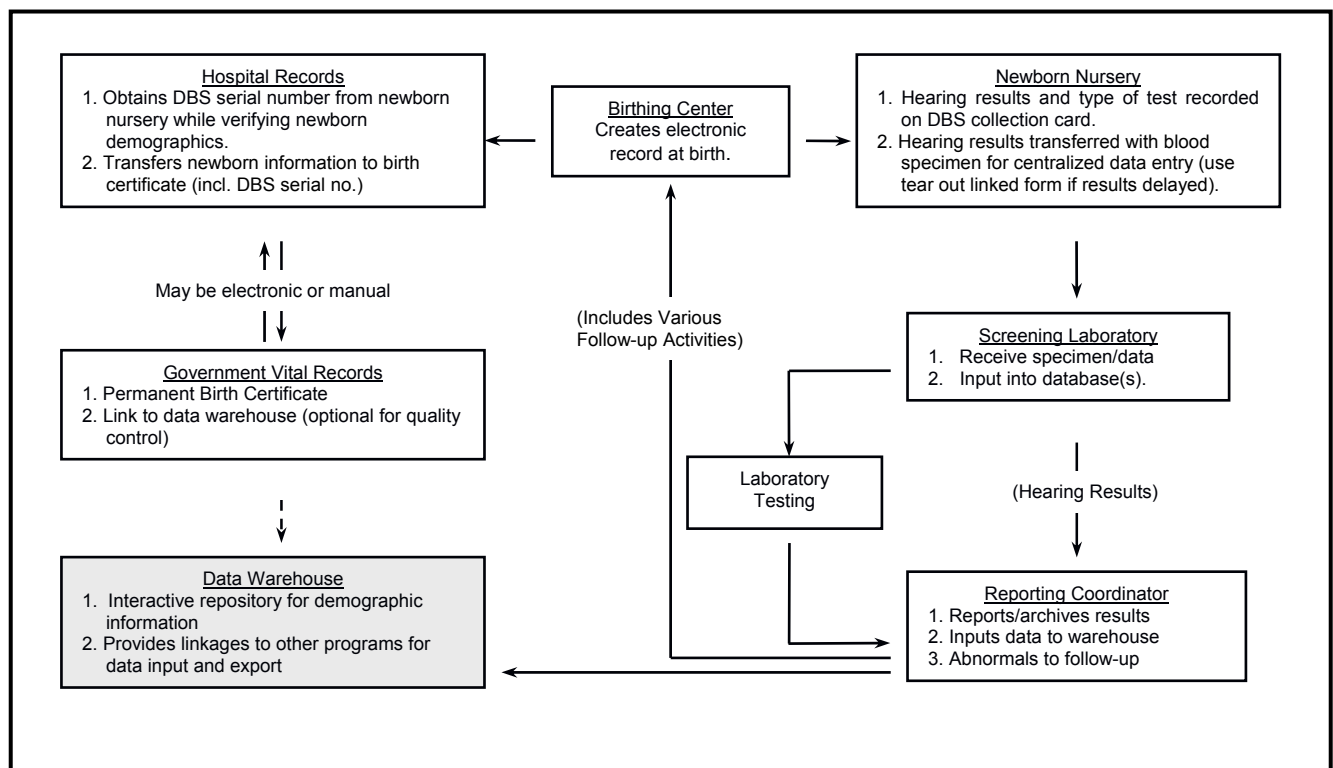 Hospital Records
1. Obtains DBS serial number from newborn
nursery while verifying newborn
demographics.
2. Transfers newborn information to birth
certificate (incl. DBS serial no.)
Birthing Center
Creates electronic
record at birth.
Newborn Nursery
1. Hearing results and type of test recorded
on DBS collection card.
2. Hearing results transferred with blood
specimen for centralized data entry (use
tear out linked form if results delayed).
May be electronic or manual
(Includes Various
Follow-up Activities)
Screening Laboratory
1. Receive specimen/data
2. Input into database(s).
Government Vital Records
1. Permanent Birth Certificate
2. Link to data warehouse (optional for quality
control)
Laboratory
Testing
(Hearing Results)
Data Warehouse
1. Interactive repository for demographic
information
2. Provides linkages to other programs for
data input and export
Reporting Coordinator
1. Reports/archives results
2. Inputs data to warehouse
3. Abnormals to follow-up